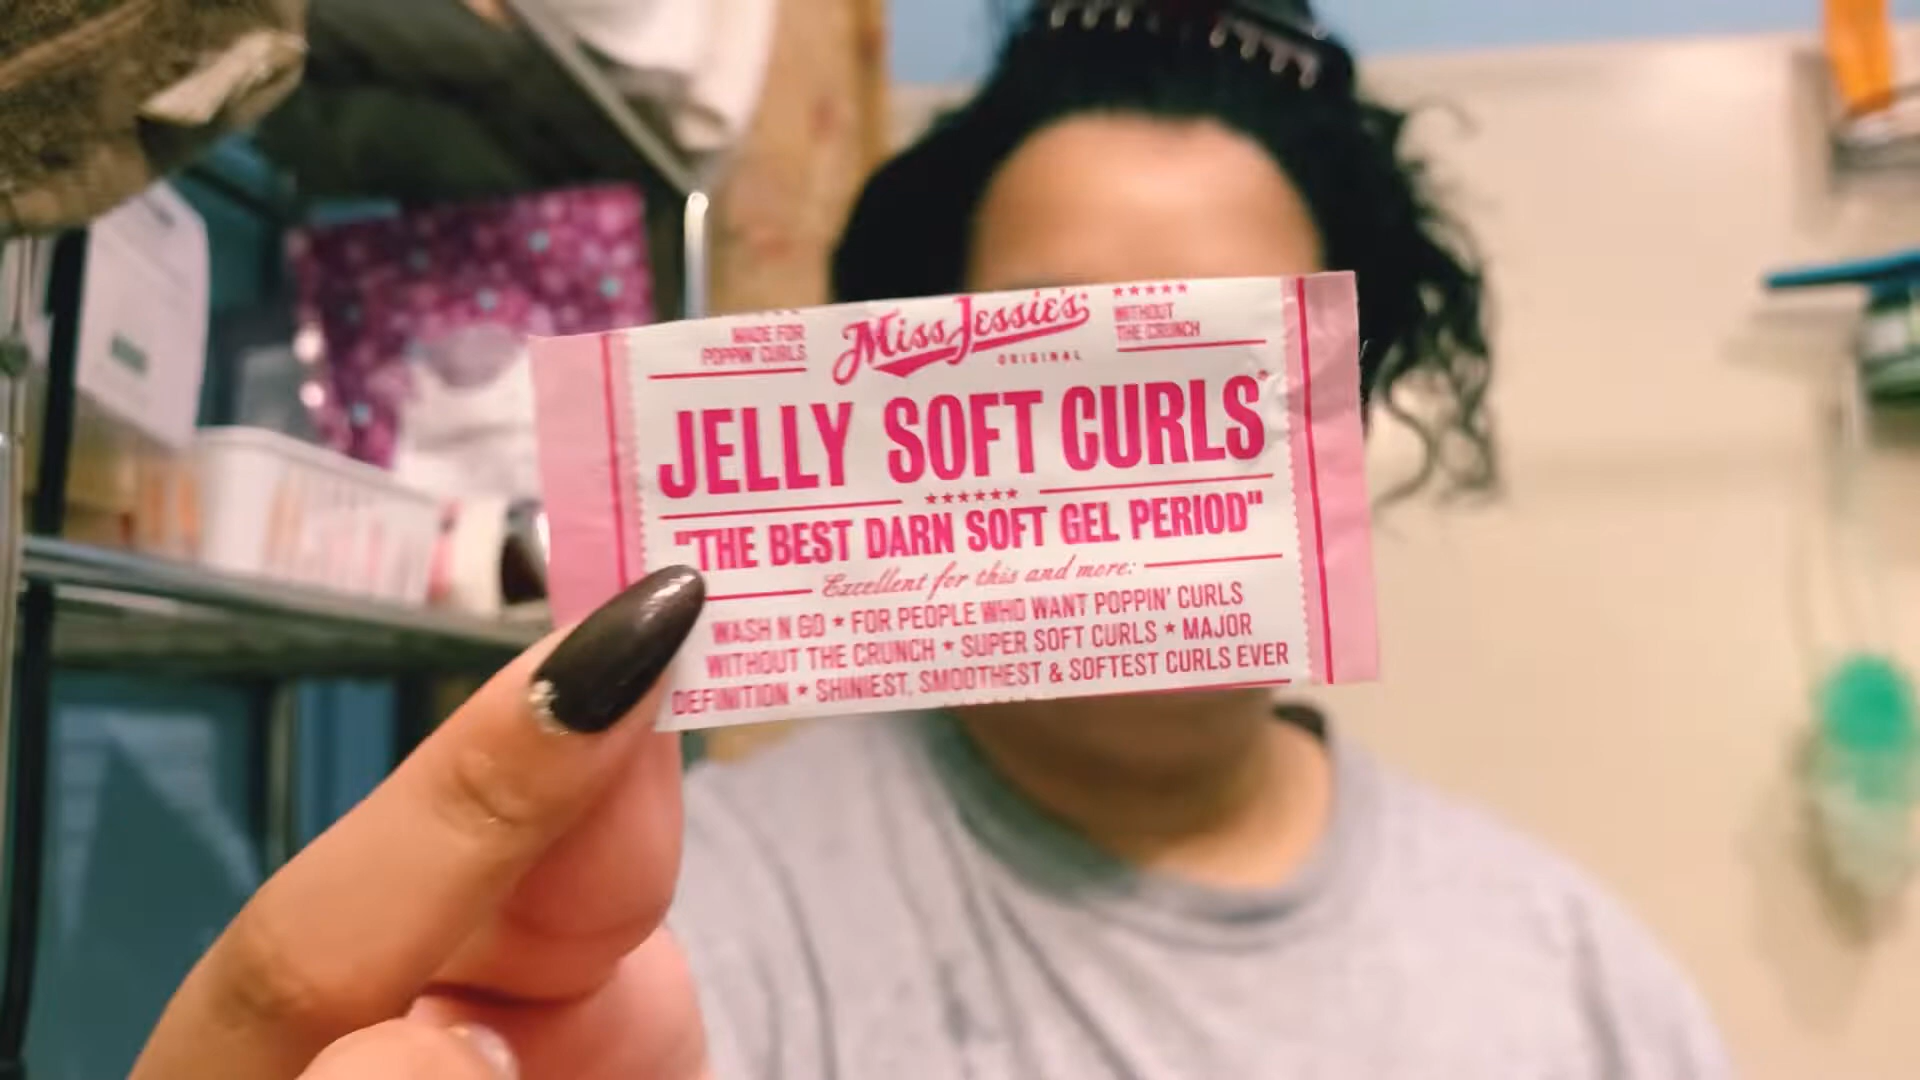 MADE FOR
POPPIN' CURLS
Miss Jessie's
ORIGINAL
WITHOUT
THE CRUNCH
JELLY SOFT CURLS®
"THE BEST DARN SOFT GEL PERIOD"
Excellent for this and more:
WASH N GO * FOR PEOPLE WHO WANT POPPIN' CURLS
WITHOUT THE CRUNCH * SUPER SOFT CURLS * MAJOR
DEFINITION * SHINIEST, SMOOTHEST & SOFTEST CURLS EVER